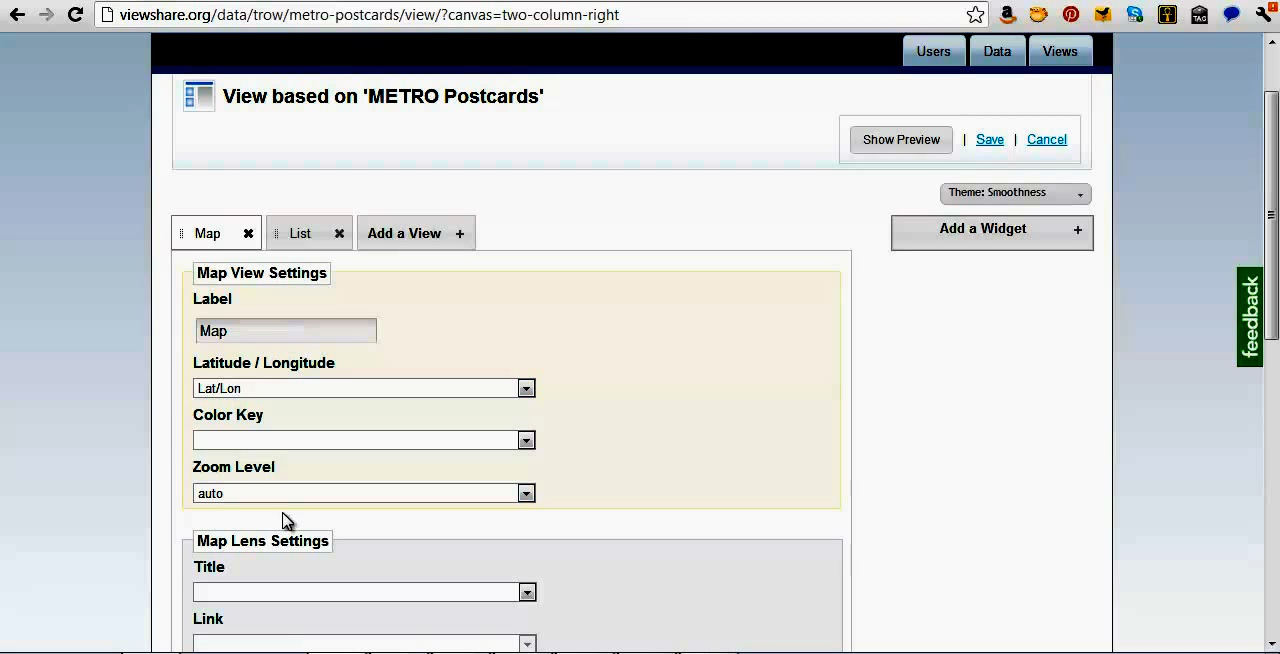 viewshare.org/data/trow/metro-postcards/view/?canvas=two-column-right
TAG
Users Data Views
View based on 'METRO Postcards'
Show Preview | Save | Cancel
Theme: Smoothness
Map List Add a View +
Add a Widget +
Map View Settings
Label
Map
Latitude / Longitude
Lat/Lon
Color Key
Zoom Level
auto
feedback
Map Lens Settings
Title
Link